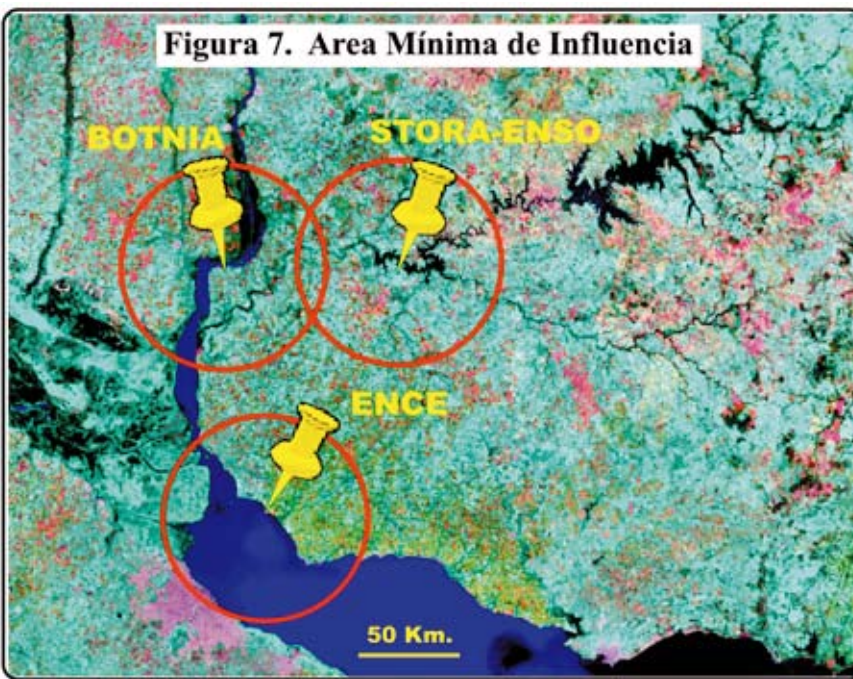 Figura 7. Area Mínima de Influencia
BOTNIA
STORA-ENSO
ENCE
50 Km.